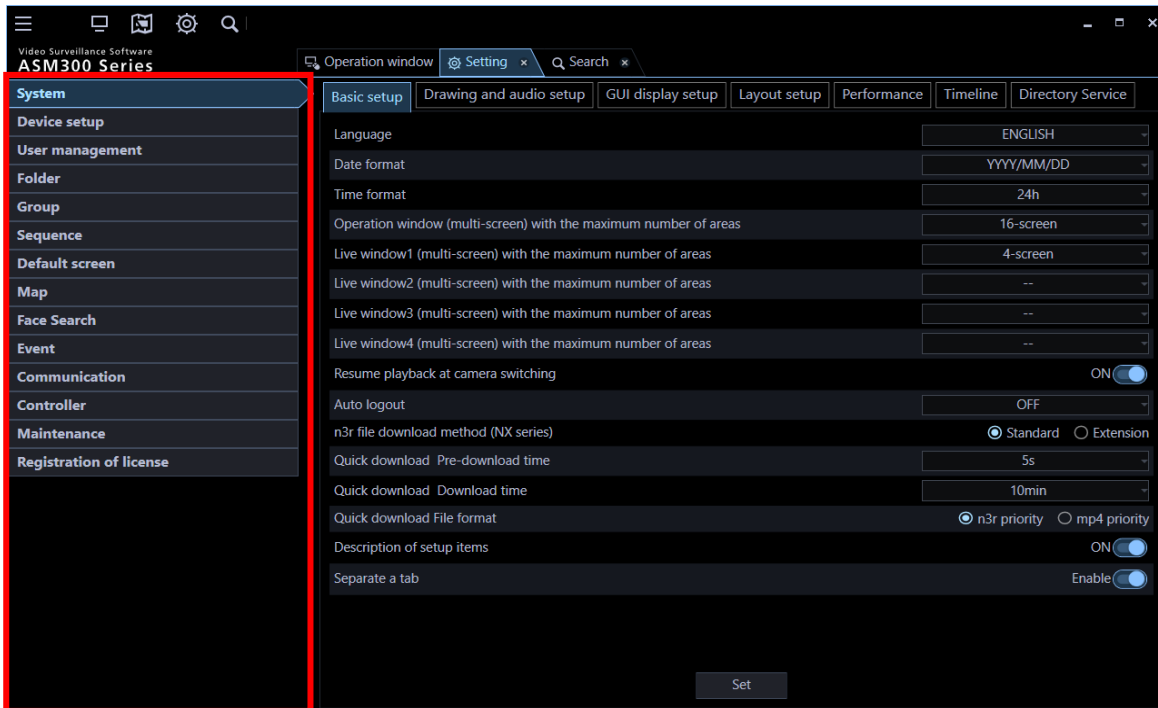 Video Surveillance Software
ASM300 Series
Operation window
Setting
Search
System
Device setup
User management
Folder
Group
Sequence
Default screen
Map
Face Search
Event
Communication
Controller
Maintenance
Registration of license
Basic setup
Drawing and audio setup
GUI display setup
Layout setup
Performance
Timeline
Directory Service
Language ENGLISH
Date format YYYY/MM/DD
Time format 24h
Operation window (multi-screen) with the maximum number of areas 16-screen
Live window1 (multi-screen) with the maximum number of areas 4-screen
Live window2 (multi-screen) with the maximum number of areas --
Live window3 (multi-screen) with the maximum number of areas --
Live window4 (multi-screen) with the maximum number of areas --
Resume playback at camera switching ON
Auto logout OFF
n3r file download method (NX series) Standard Extension
Quick download Pre-download time 5s
Quick download Download time 10min
Quick download File format n3r priority mp4 priority
Description of setup items ON
Separate a tab Enable
Set